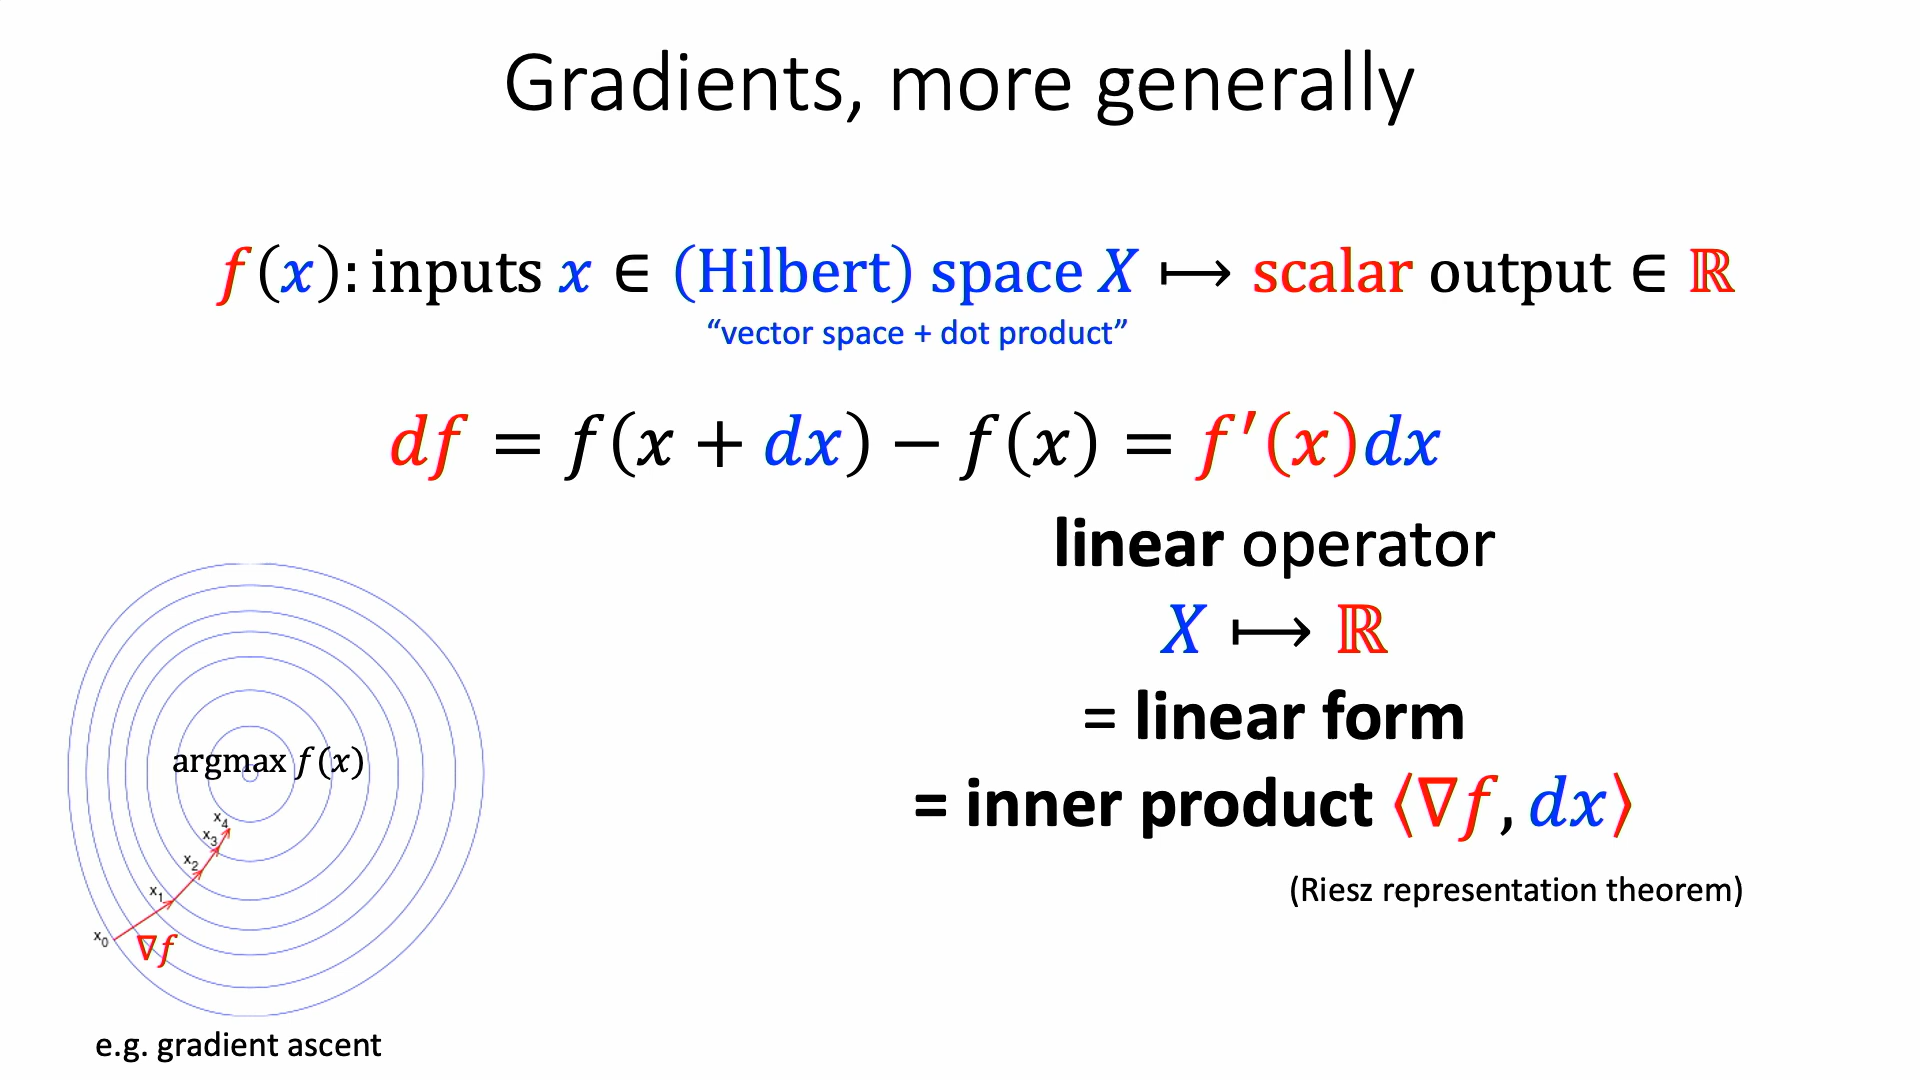 Gradients, more generally
f(x): inputs x ∈ (Hilbert) space X ⟼ scalar output ∈ ℝ
“vector space + dot product”
df = f(x + dx) − f(x) = f′(x)dx
linear operator
X ⟼ ℝ
= linear form
= inner product ⟨∇f, dx⟩
(Riesz representation theorem)
argmax f(x)
x₄
x₃
x₂
x₁
x₀
∇f
e.g. gradient ascent